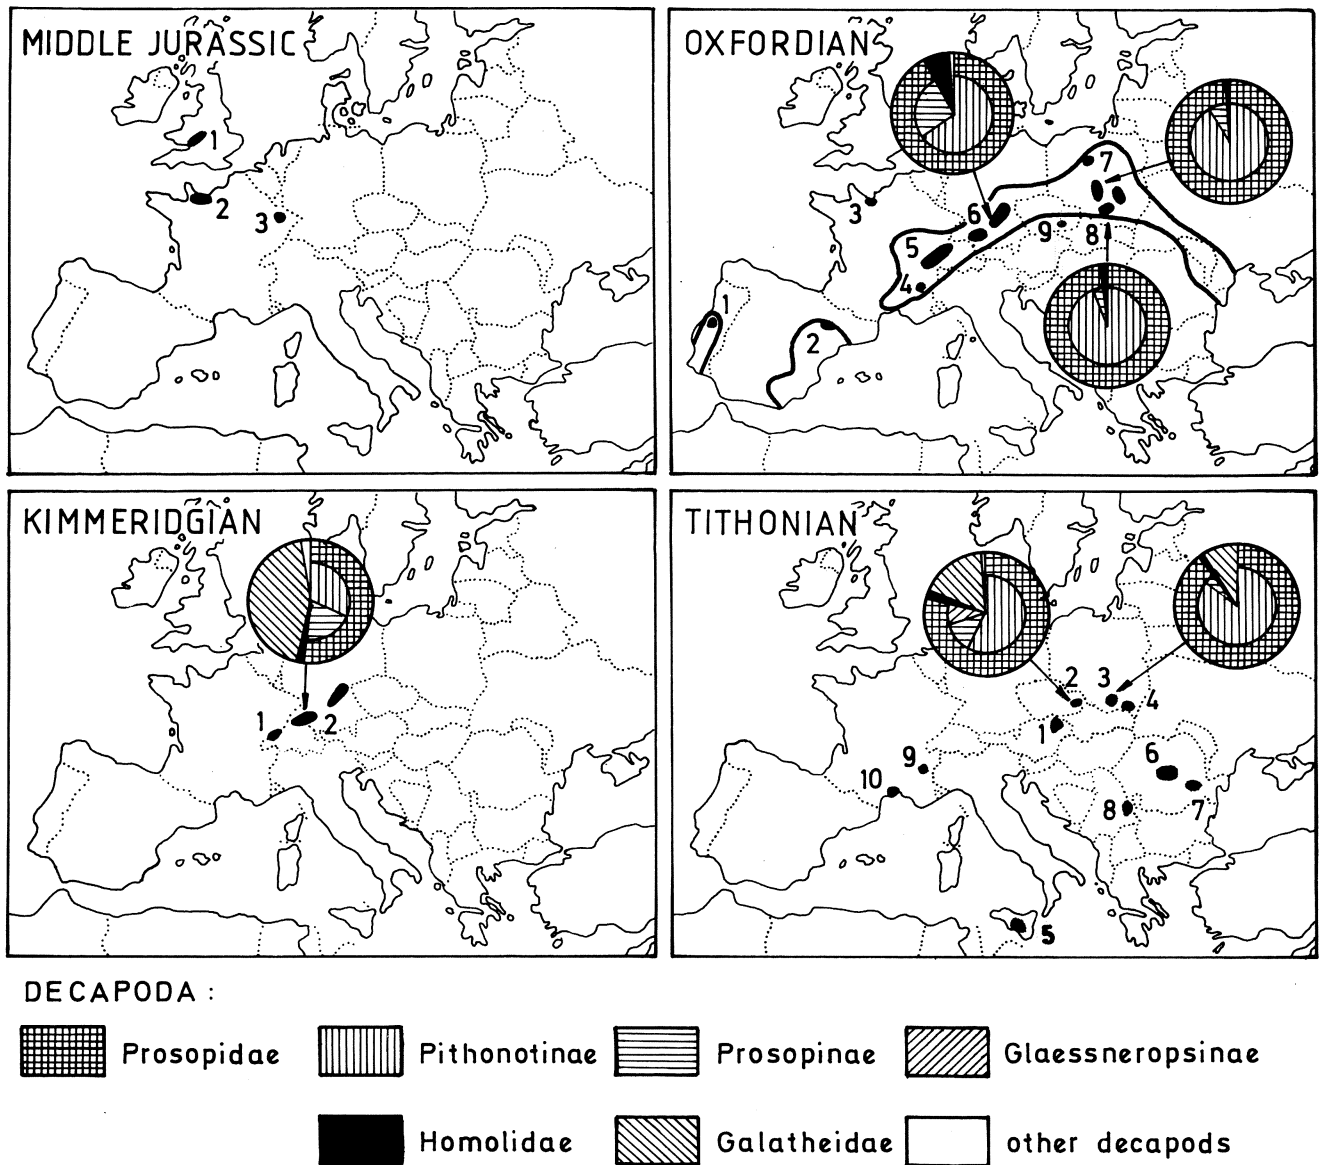 MIDDLE JURASSIC
1
2
3
OXFORDIAN
7
3
6
5
9
8
4
1
2
KIMMERIDGIAN
1
2
TITHONIAN
2
3
4
1
6
9
10
7
8
5
DECAPODA :
Prosopidae
Pithonotinae
Prosopinae
Glaessneropsinae
Homolidae
Galatheidae
other decapods